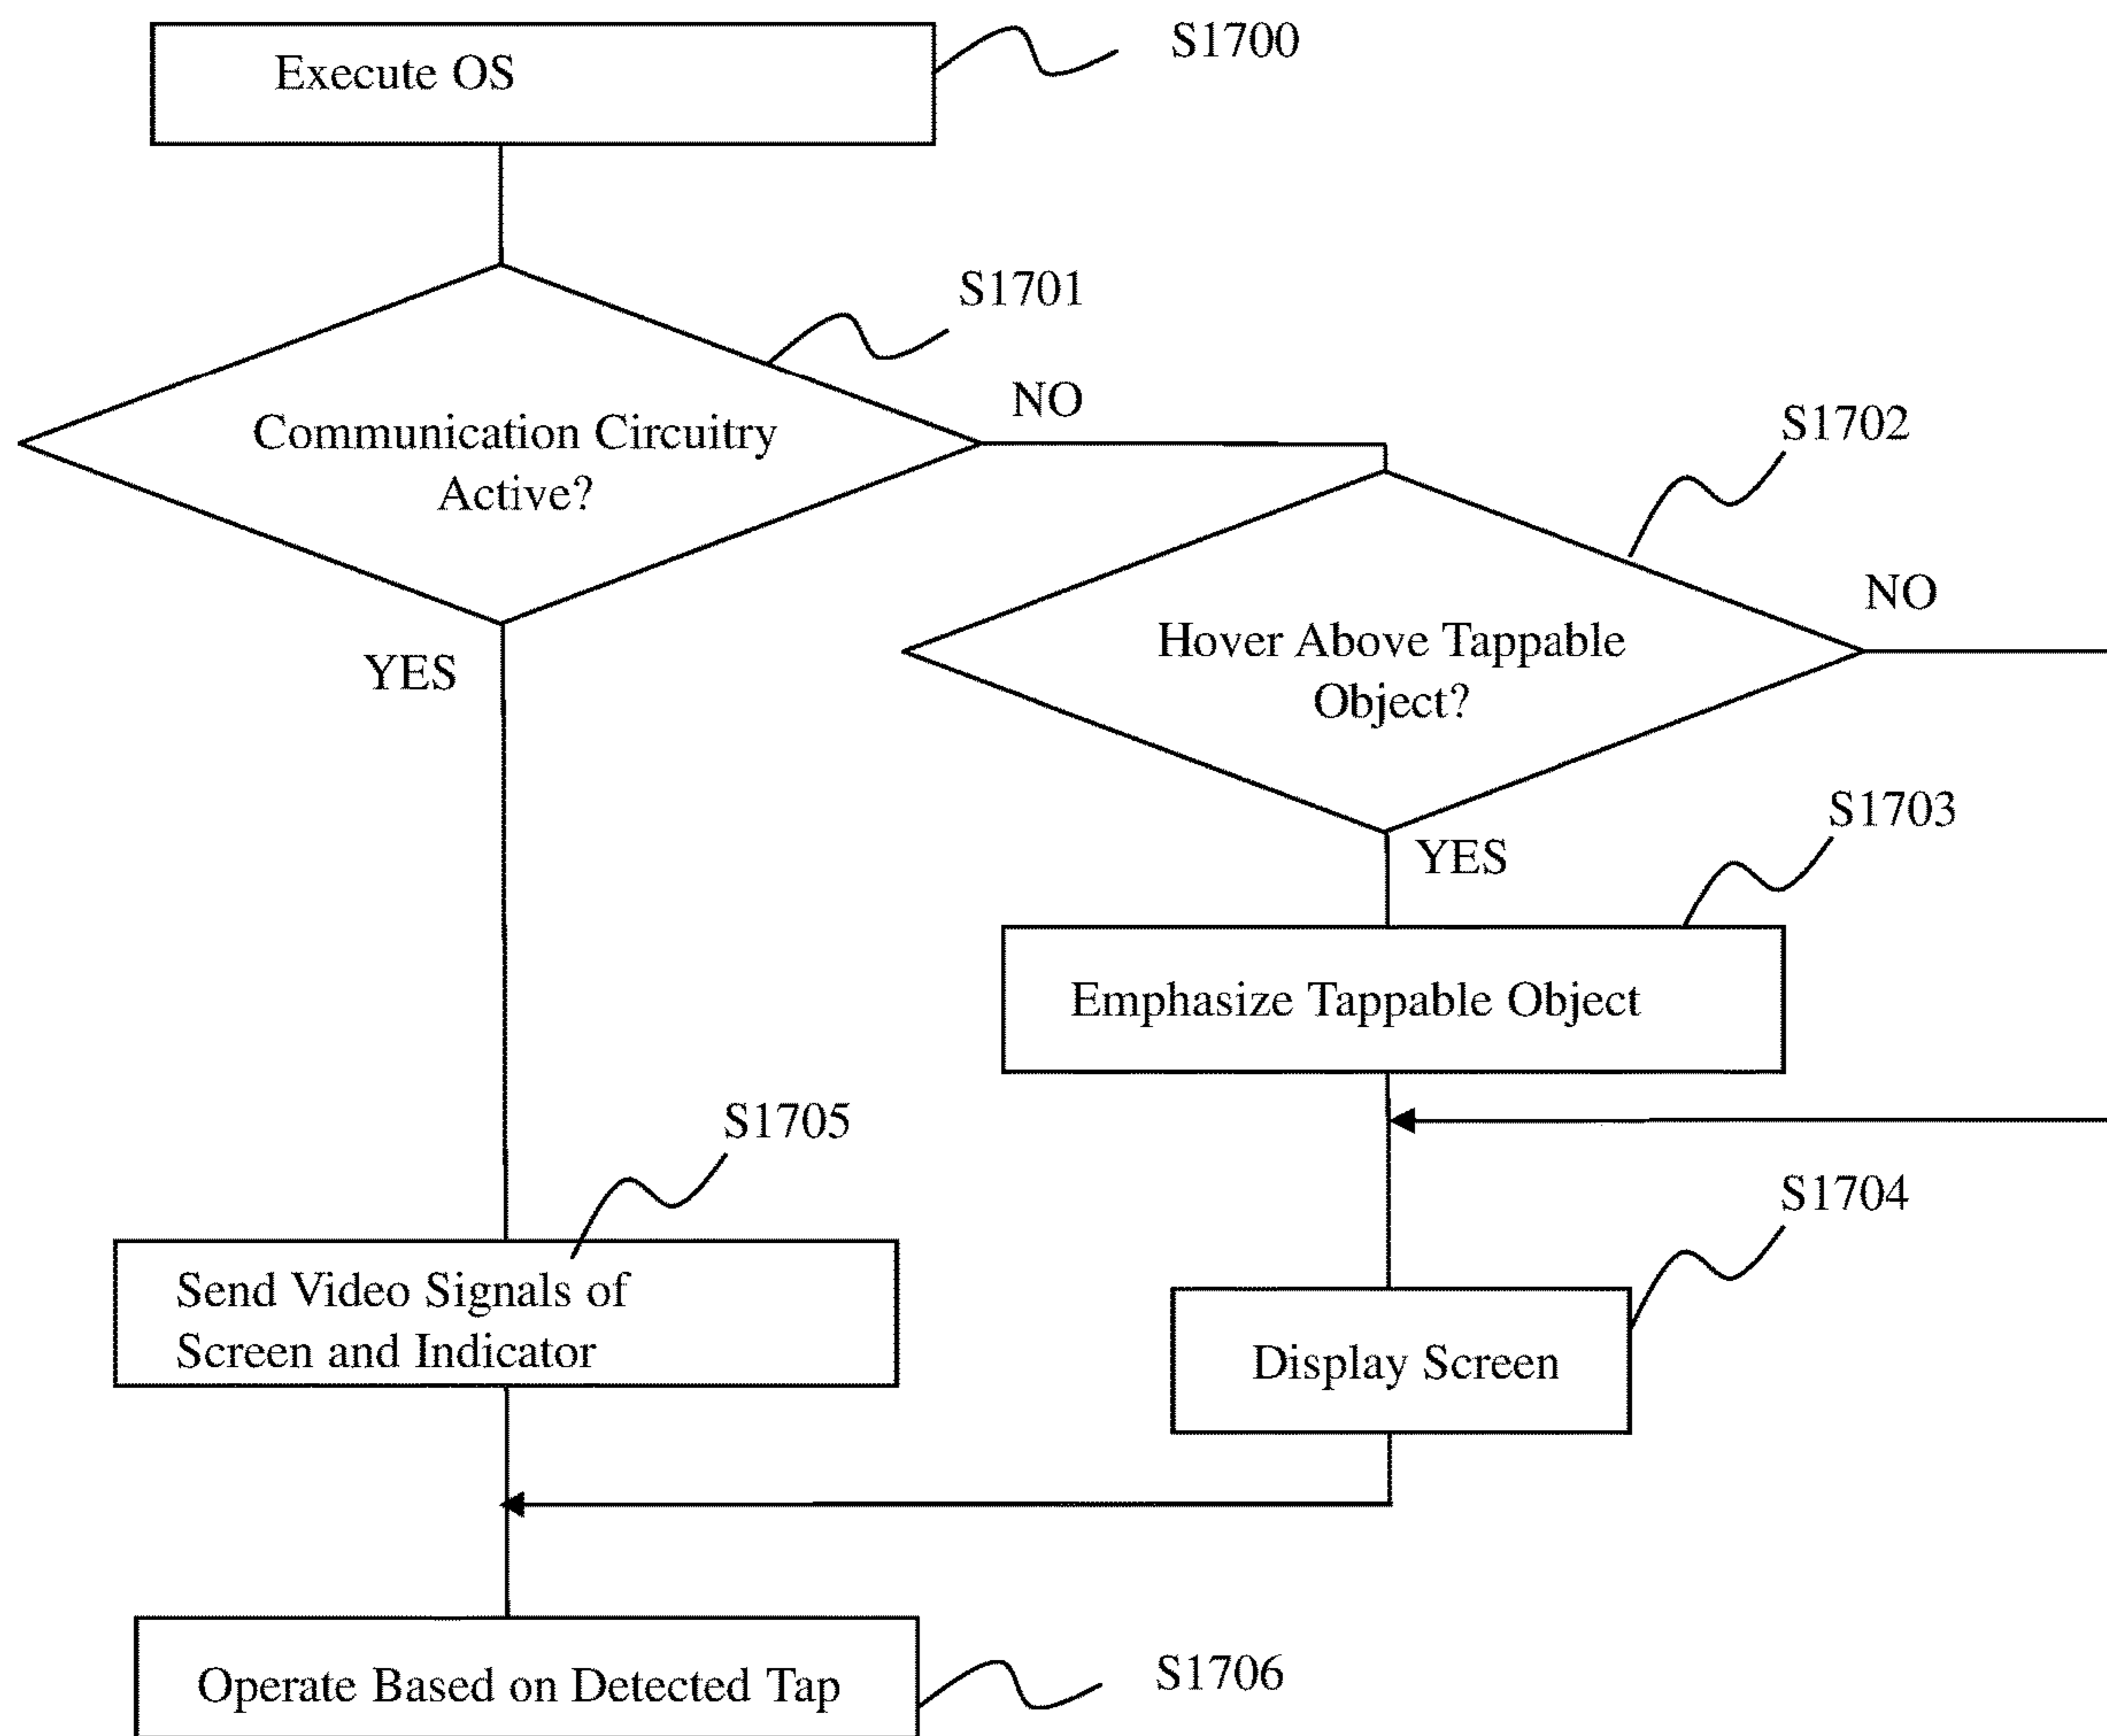 Execute OS
S1700
S1701
Communication Circuitry
Active?
NO
YES
S1702
Hover Above Tappable
Object?
NO
YES
S1703
Emphasize Tappable Object
S1705
Send Video Signals of
Screen and Indicator
S1704
Display Screen
Operate Based on Detected Tap
S1706